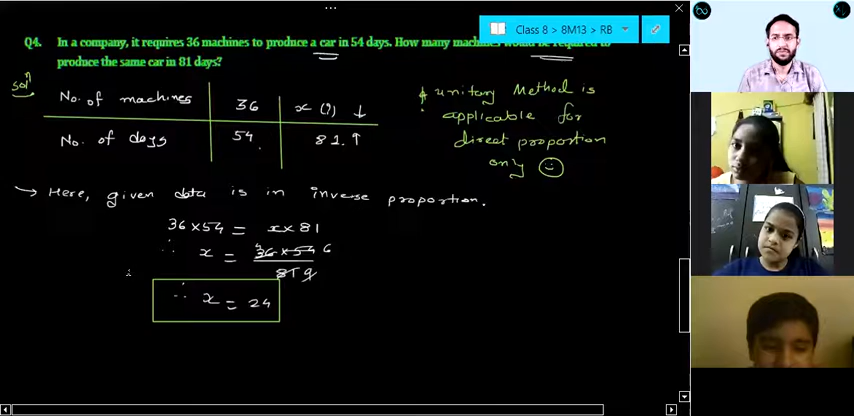 Class 8 > 8M13 > RB
Q4. In a company, it requires 36 machines to produce a car in 54 days. How many machines would be required to
produce the same car in 81 days?
Solⁿ
No. of machines 36 x (?) ↓
No. of days 54. 81. ↑
unitary Method is
applicable for
direct proportion
only
→ Here, given data is in inverse proportion.
36 × 54 = x × 81
∴ x = 36 × 54 6
81 9
∴ x = 24